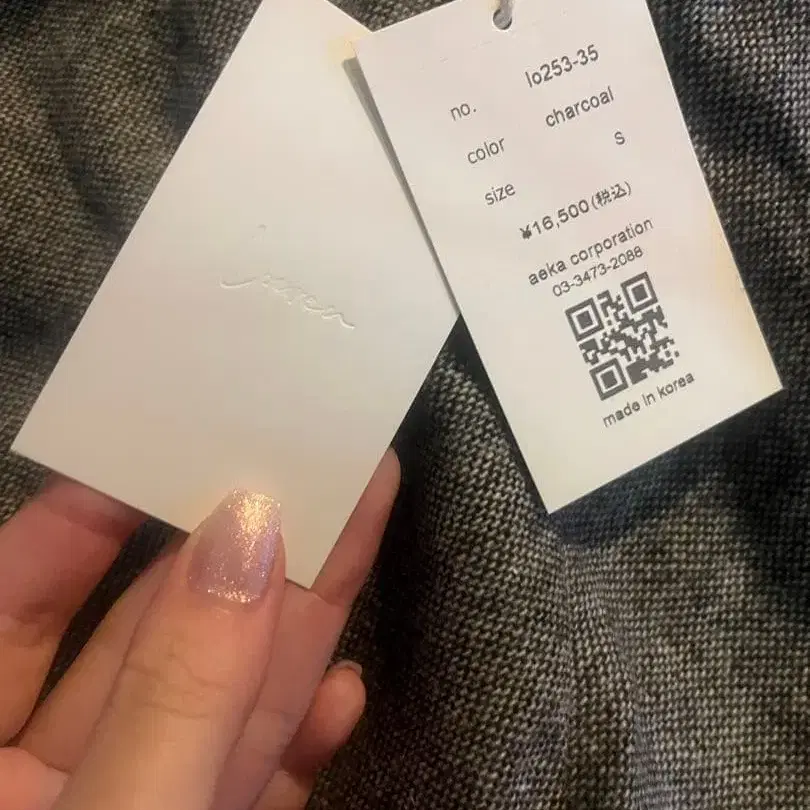 no. lo253-35
color charcoal
size s
¥16,500(税込)
aeka corporation
03-3473-2088
made in korea